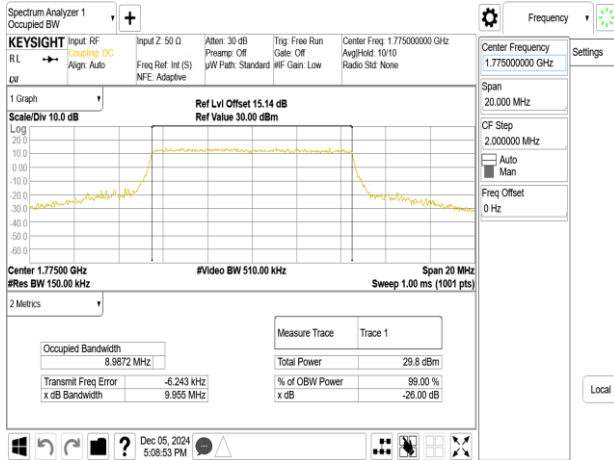 Spectrum Analyzer 1
Occupied BW
Frequency
KEYSIGHT
RL
LXI
Input: RF
Coupling: DC
Align: Auto
Input Z: 50 Ω
Freq Ref: Int (S)
NFE: Adaptive
Atten: 30 dB
Preamp: Off
µW Path: Standard
Trig: Free Run
Gate: Off
#IF Gain: Low
Center Freq: 1.775000000 GHz
Avg|Hold: 10/10
Radio Std: None
Center Frequency
1.775000000 GHz
Settings
Span
20.000 MHz
CF Step
2.000000 MHz
Auto
Man
Freq Offset
0 Hz
Local
1 Graph
Scale/Div 10.0 dB
Ref Lvl Offset 15.14 dB
Ref Value 30.00 dBm
Log
20.0
10.0
0.00
-10.0
-20.0
-30.0
-40.0
-50.0
-60.0
Center 1.77500 GHz
#Video BW 510.00 kHz
Span 20 MHz
#Res BW 150.00 kHz
Sweep 1.00 ms (1001 pts)
2 Metrics
Occupied Bandwidth
8.9872 MHz
Transmit Freq Error -6.243 kHz
x dB Bandwidth 9.955 MHz
Measure Trace Trace 1
Total Power 29.8 dBm
% of OBW Power 99.00 %
x dB -26.00 dB
?
Dec 05, 2024
5:08:53 PM